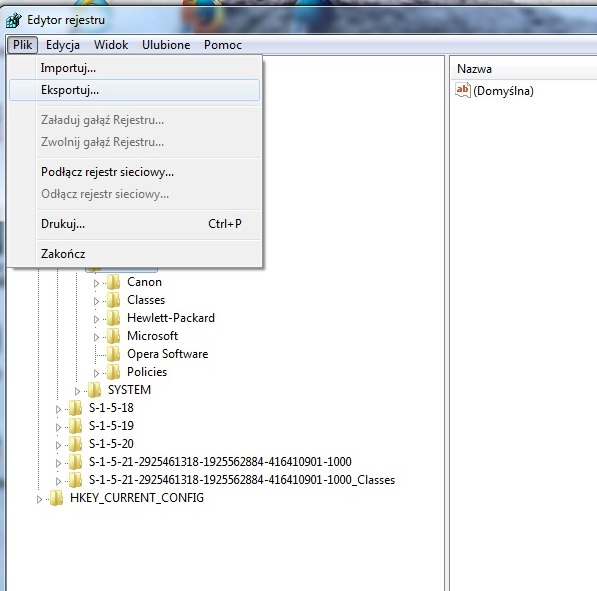 Edytor rejestru
Plik Edycja Widok Ulubione Pomoc
Importuj...
Eksportuj...
Załaduj gałąź Rejestru...
Zwolnij gałąź Rejestru...
Podłącz rejestr sieciowy...
Odłącz rejestr sieciowy...
Drukuj... Ctrl+P
Zakończ
Canon
Classes
Hewlett-Packard
Microsoft
Opera Software
Policies
SYSTEM
S-1-5-18
S-1-5-19
S-1-5-20
S-1-5-21-2925461318-1925562884-416410901-1000
S-1-5-21-2925461318-1925562884-416410901-1000_Classes
HKEY_CURRENT_CONFIG
Nazwa
ab (Domyślna)